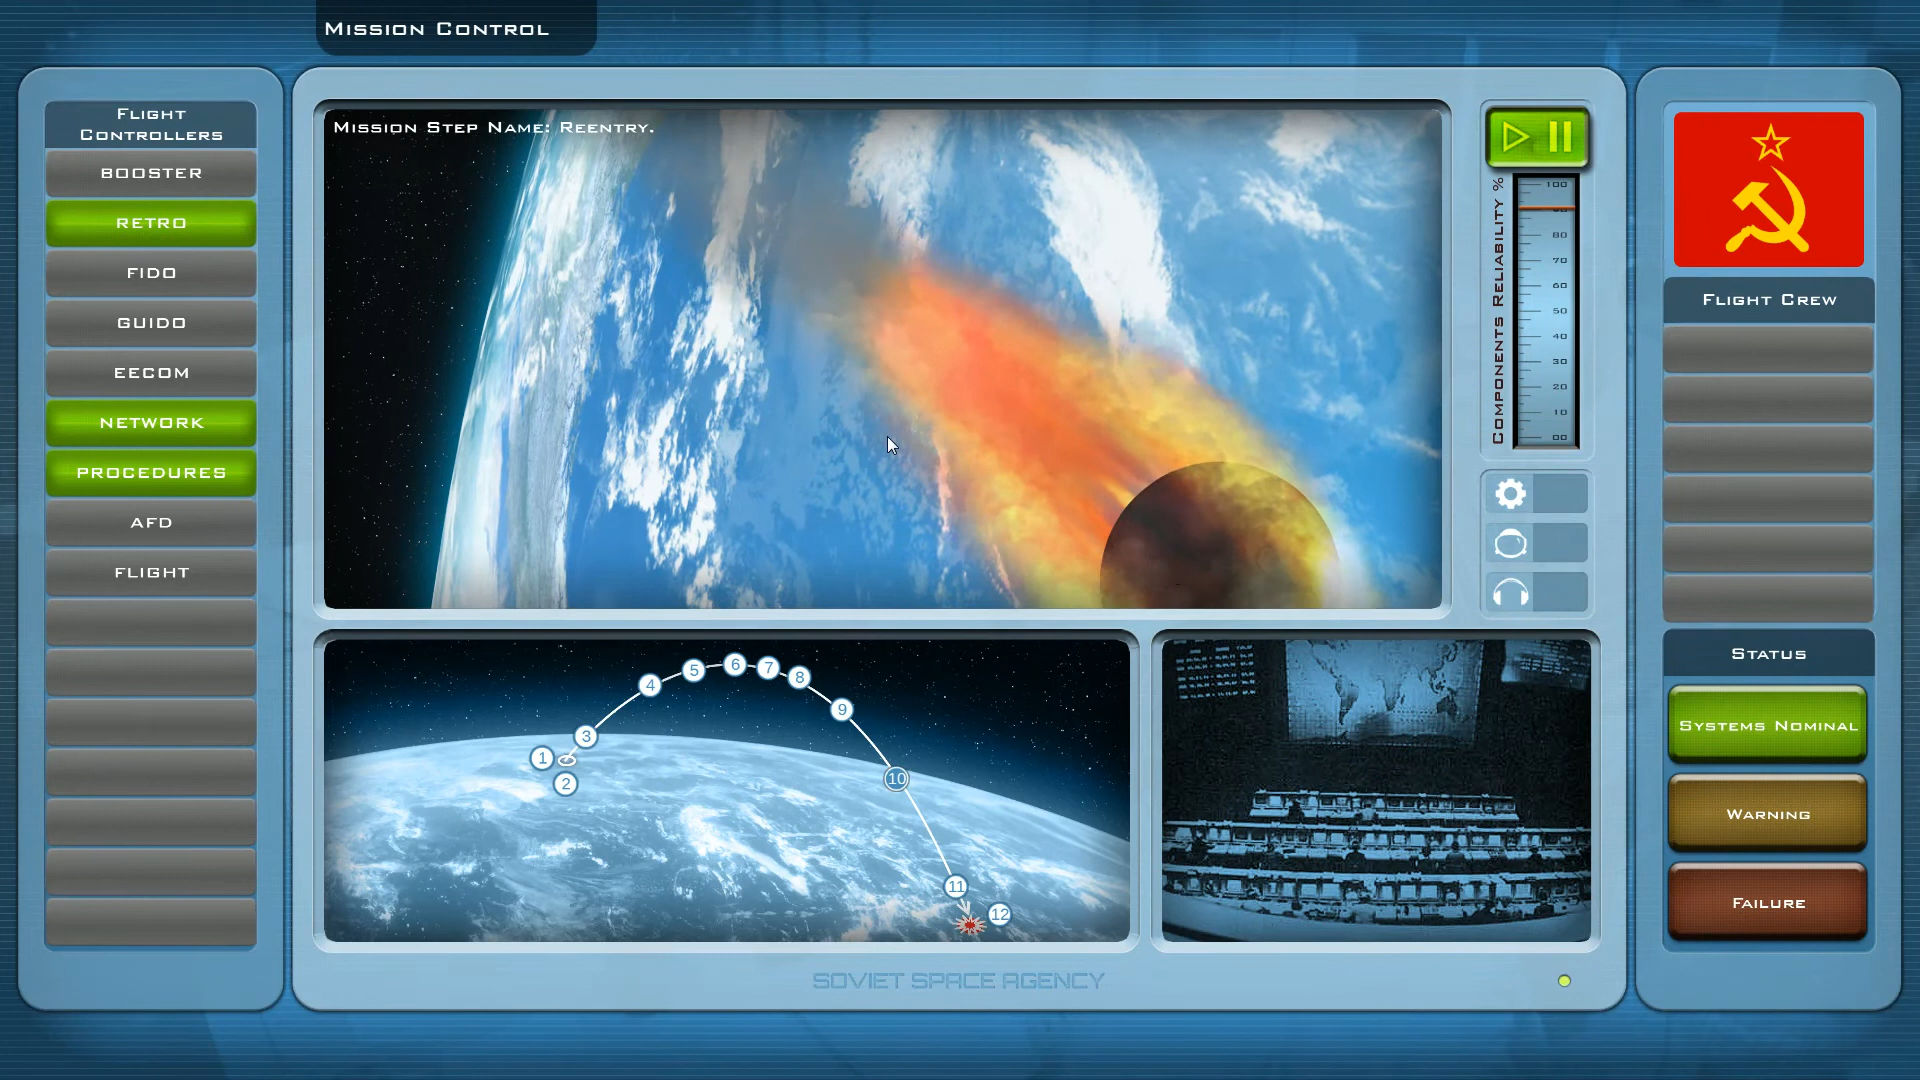 Mission Control
Flight
Controllers
BOOSTER
RETRO
FIDO
GUIDO
EECOM
NETWORK
PROCEDURES
AFD
FLIGHT
Mission Step Name: Reentry.
Components Reliability %
100
80
70
60
50
40
30
20
10
00
1
2
3
4
5
6
7
8
9
10
11
12
SOVIET SPACE AGENCY
Flight Crew
Status
Systems Nominal
Warning
Failure